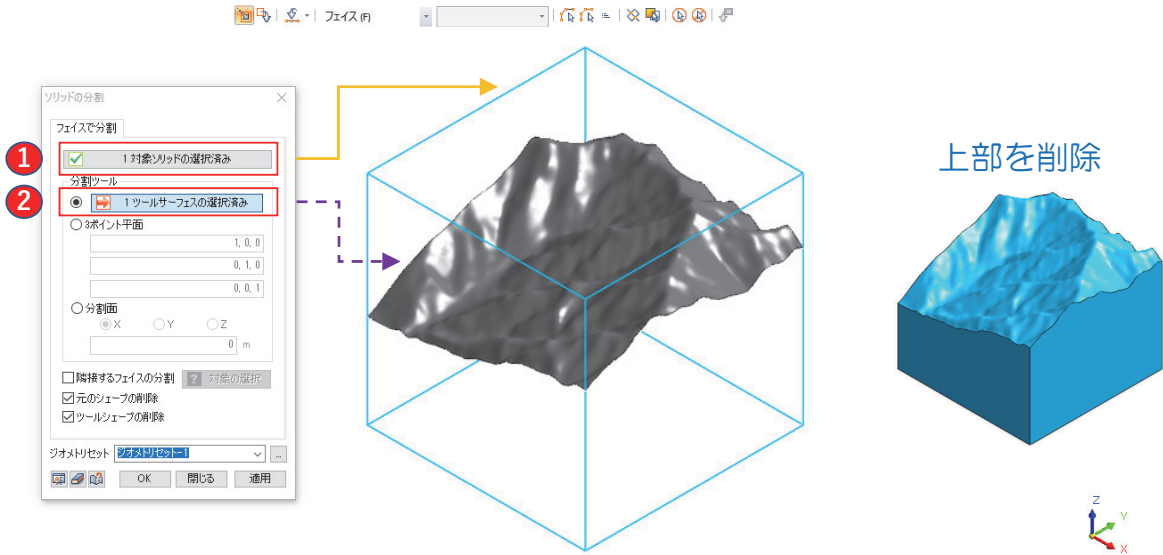 フェイス (F)
ソリッドの分割
フェイスで分割
1
1 対象ソリッドの選択済み
分割ツール
2
1 ツールサーフェスの選択済み
3ポイント平面
1, 0, 0
0, 1, 0
0, 0, 1
分割面
X Y Z
0 m
隣接するフェイスの分割 ? 対象の選択
元のシェープの削除
ツールシェープの削除
ジオメトリセット ジオメトリセット-1 ...
OK 閉じる 適用
上部を削除
Z
Y
X